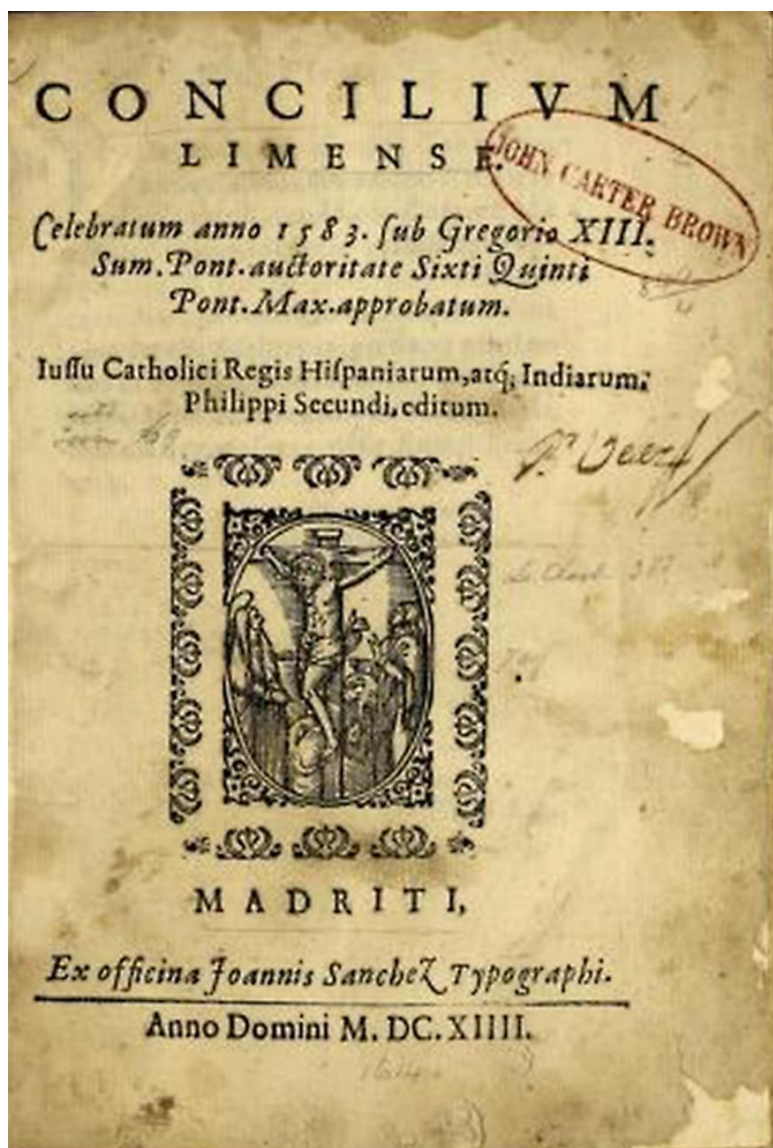 CONCILIVM
LIMENSE.
JOHN CARTER BROWN
Celebratum anno 1583. ſub Gregorio XIII.
Sum. Pont. auctoritate Sixti Quinti
Pont. Max. approbatum.
Iuſſu Catholici Regis Hiſpaniarum, atq; Indiarum,
Philippi Secundi, editum.
MADRITI,
Ex officina Joannis Sanchez Typographi.
Anno Domini M. DC. XIIII.
1614